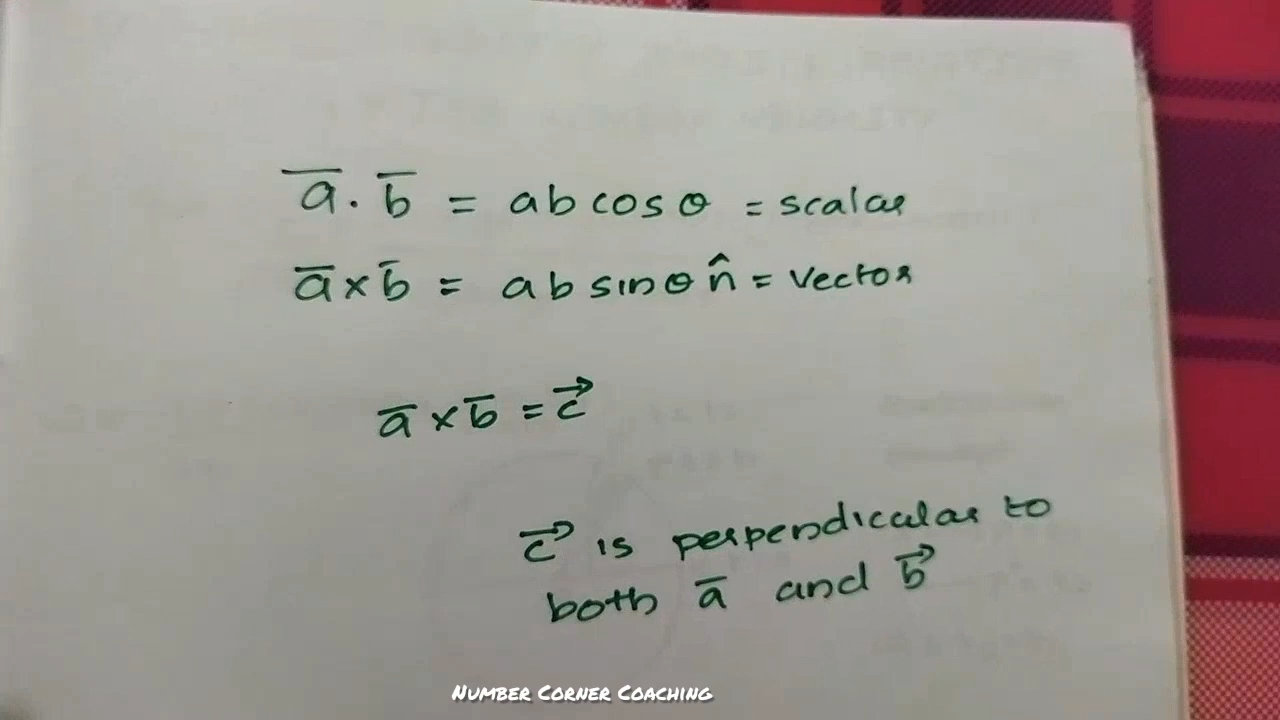 a̅ . b̅ = ab cos θ = scalar
a̅ × b̅ = ab sin θ n̂ = vector
a̅ × b̅ = c⃗
c⃗ is perpendicular to
both a̅ and b⃗
Number Corner Coaching